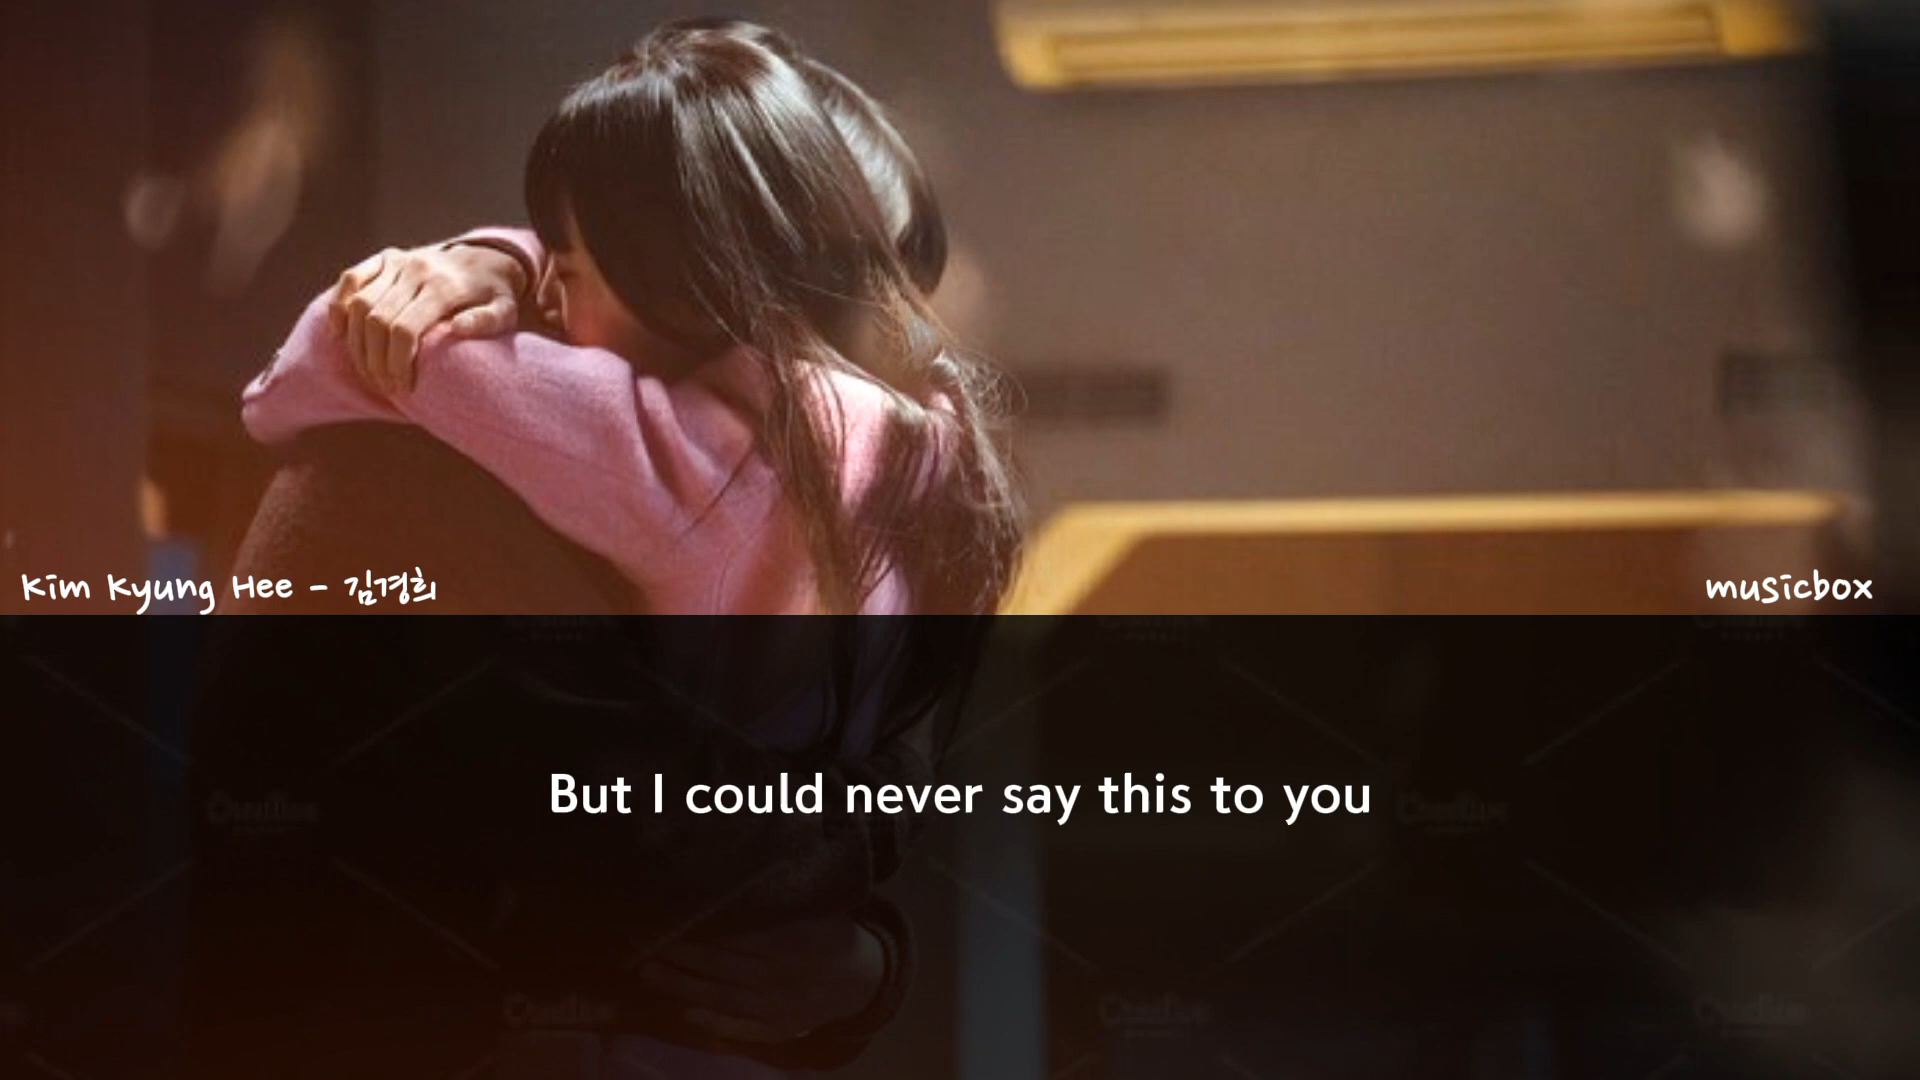 Kim Kyung Hee - 김경희
musicbox
But I could never say this to you